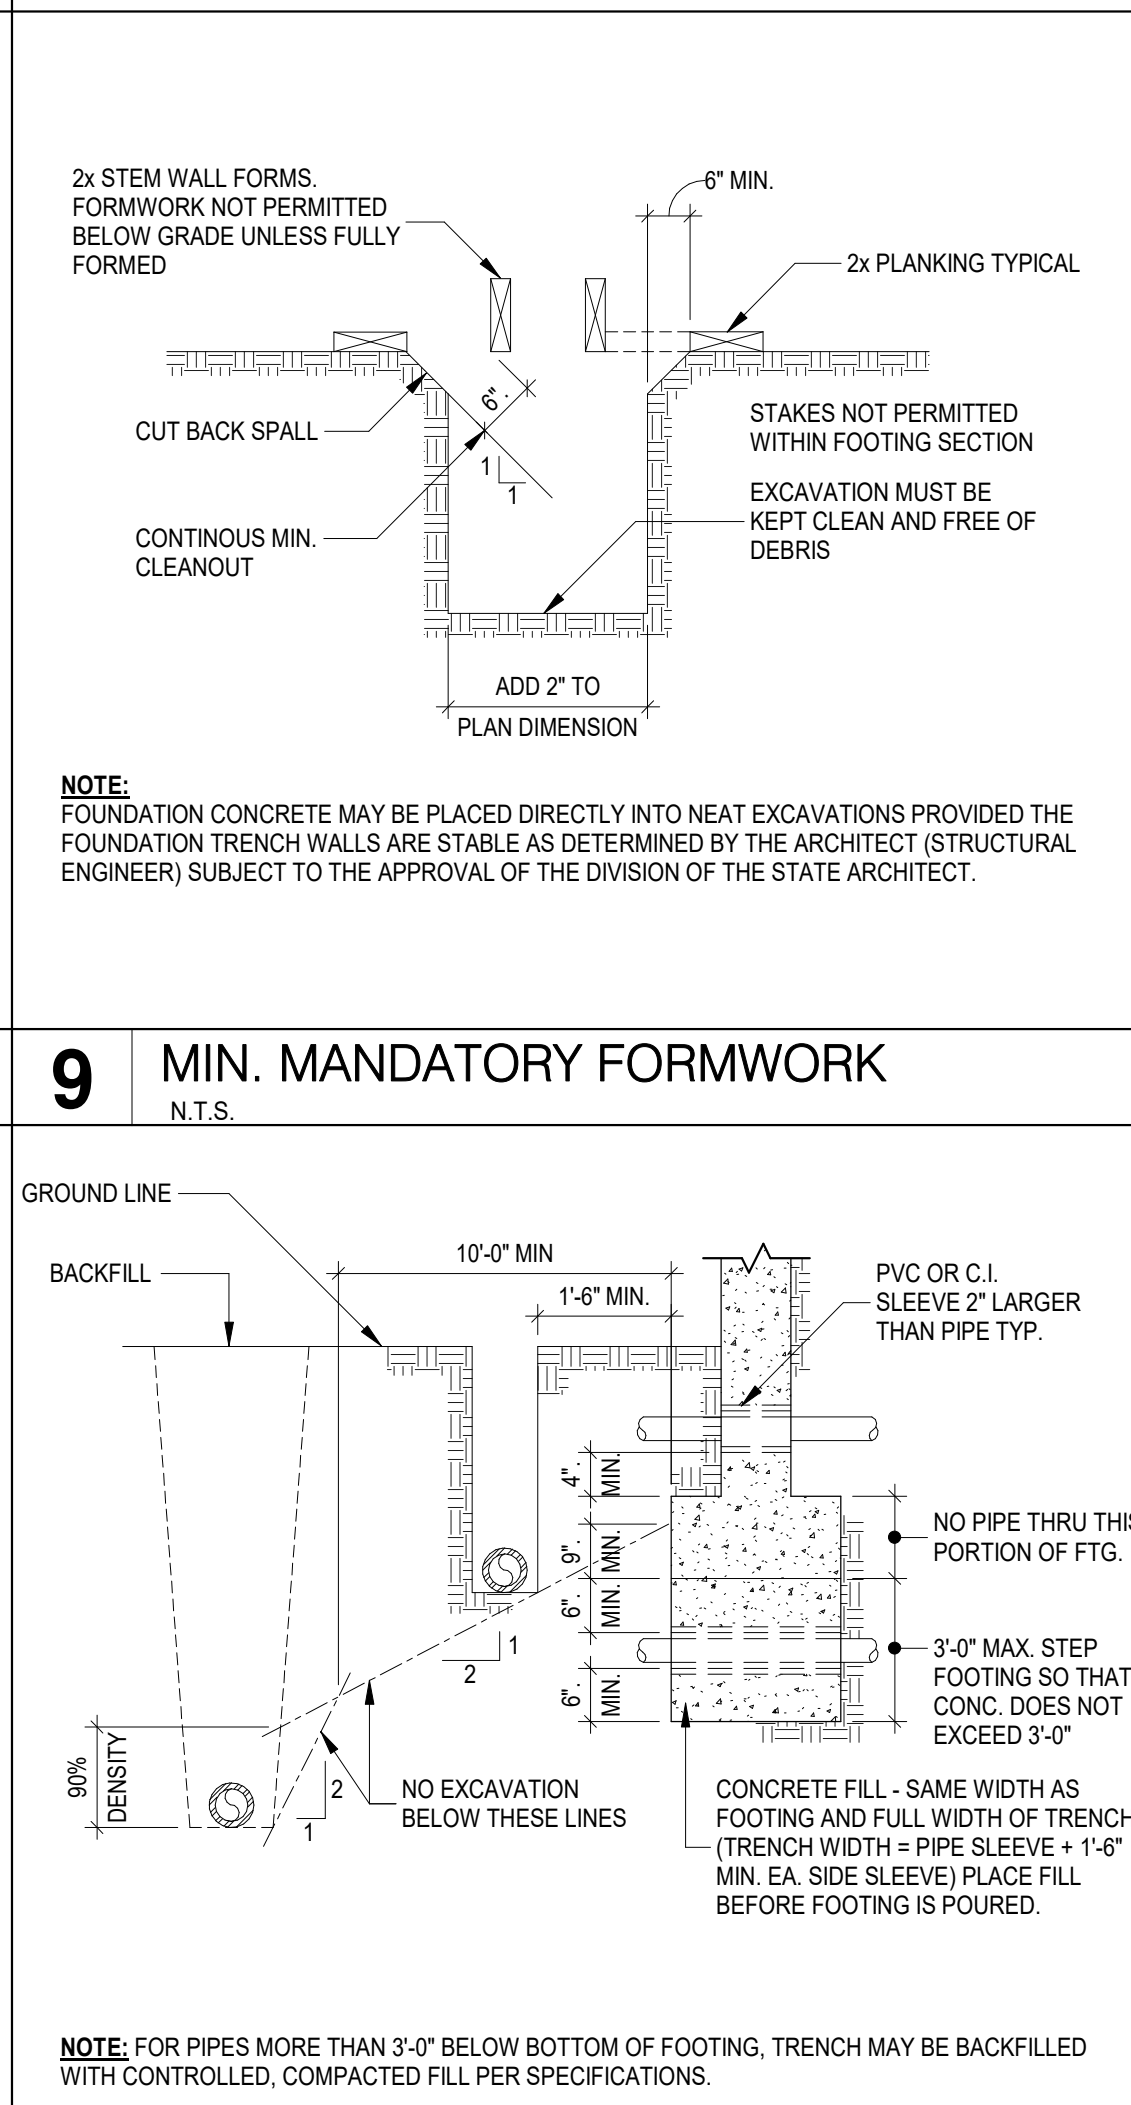 2x STEM WALL FORMS.
FORMWORK NOT PERMITTED
BELOW GRADE UNLESS FULLY
FORMED
6" MIN.
2x PLANKING TYPICAL
6".
CUT BACK SPALL
STAKES NOT PERMITTED
WITHIN FOOTING SECTION
1
1
EXCAVATION MUST BE
KEPT CLEAN AND FREE OF
DEBRIS
CONTINOUS MIN.
CLEANOUT
ADD 2" TO
PLAN DIMENSION
NOTE:
FOUNDATION CONCRETE MAY BE PLACED DIRECTLY INTO NEAT EXCAVATIONS PROVIDED THE
FOUNDATION TRENCH WALLS ARE STABLE AS DETERMINED BY THE ARCHITECT (STRUCTURAL
ENGINEER) SUBJECT TO THE APPROVAL OF THE DIVISION OF THE STATE ARCHITECT.
9
MIN. MANDATORY FORMWORK
N.T.S.
GROUND LINE
BACKFILL
10'-0" MIN
1'-6" MIN.
PVC OR C.I.
SLEEVE 2" LARGER
THAN PIPE TYP.
4".
MIN.
9".
MIN.
6".
MIN.
6".
MIN.
NO PIPE THRU THIS
PORTION OF FTG.
1
2
3'-0" MAX. STEP
FOOTING SO THAT
CONC. DOES NOT
EXCEED 3'-0"
90%
DENSITY
2
1
NO EXCAVATION
BELOW THESE LINES
CONCRETE FILL - SAME WIDTH AS
FOOTING AND FULL WIDTH OF TRENCH
(TRENCH WIDTH = PIPE SLEEVE + 1'-6"
MIN. EA. SIDE SLEEVE) PLACE FILL
BEFORE FOOTING IS POURED.
NOTE: FOR PIPES MORE THAN 3'-0" BELOW BOTTOM OF FOOTING, TRENCH MAY BE BACKFILLED
WITH CONTROLLED, COMPACTED FILL PER SPECIFICATIONS.